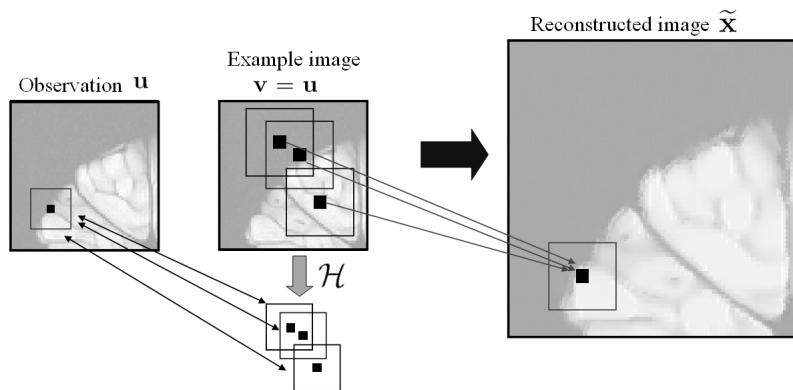 Reconstructed image x̃
Example image
v = u
Observation u
ℋ